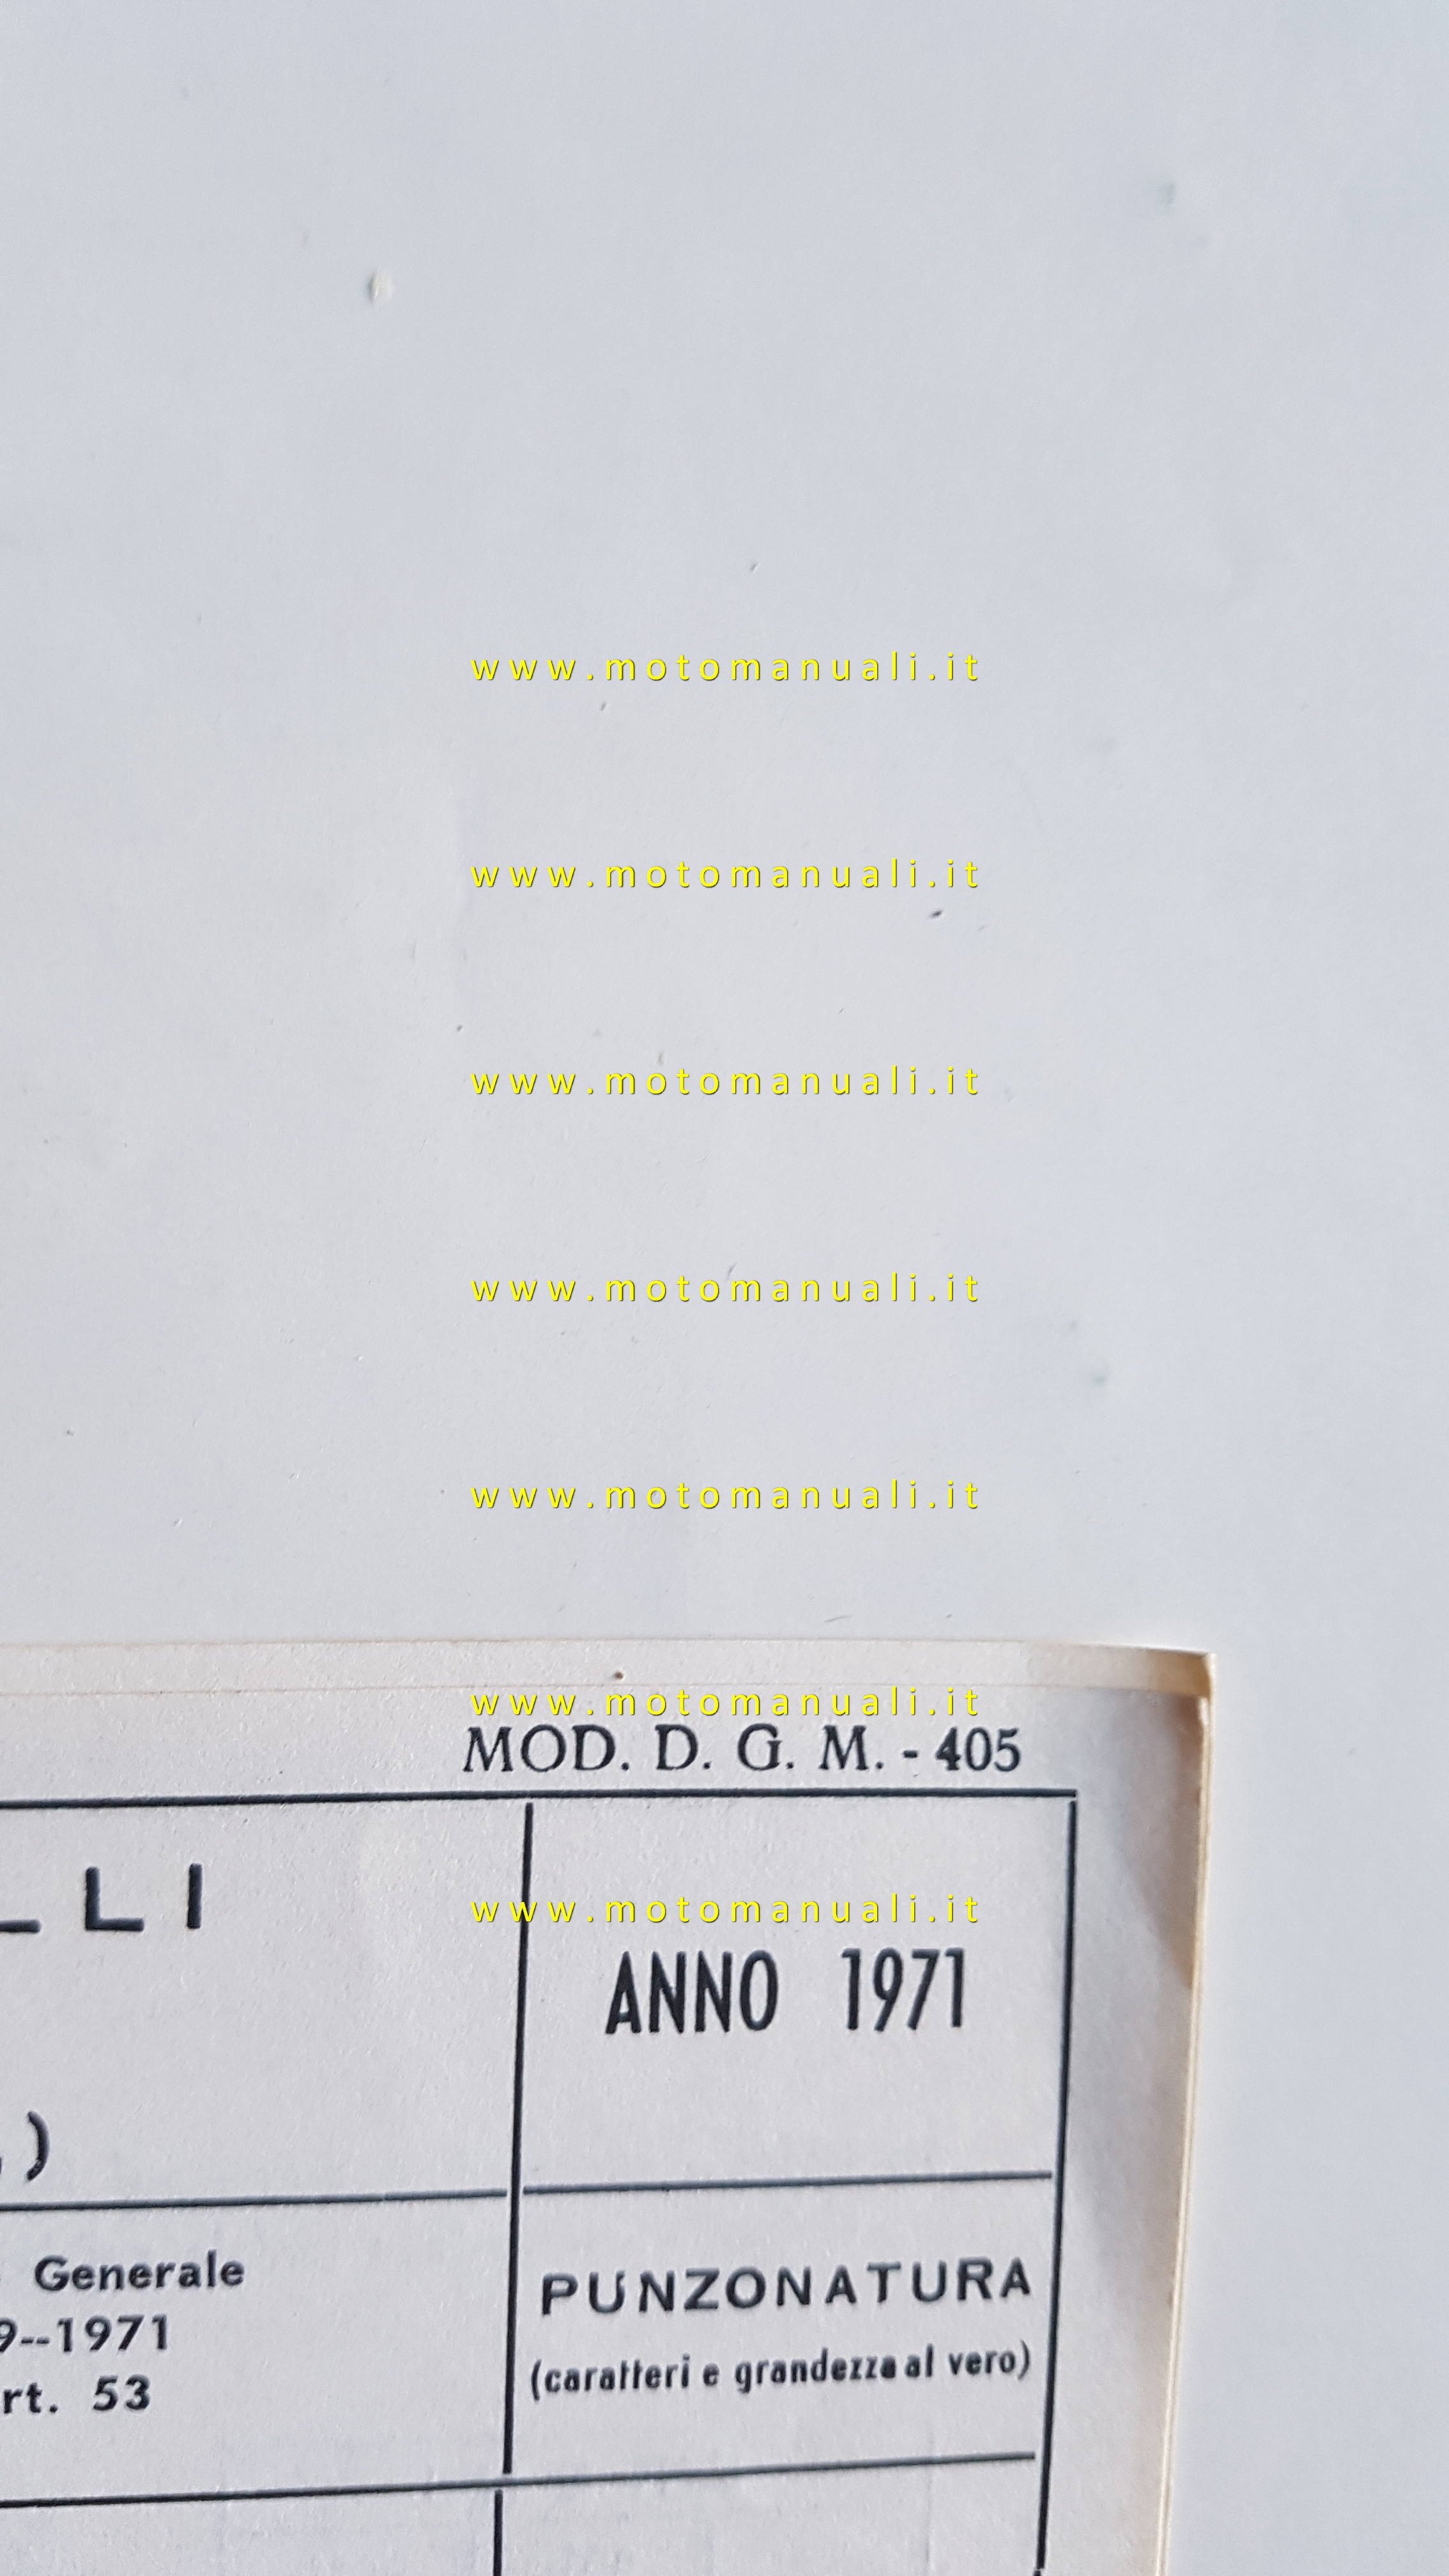 www.motomanuali.it
www.motomanuali.it
www.motomanuali.it
www.motomanuali.it
www.motomanuali.it
www.motomanuali.it
MOD. D. G. M. - 405
LLI
www.motomanuali.it
ANNO 1971
)
Generale
9--1971
rt. 53
PUNZONATURA
(caratteri e grandezza al vero)